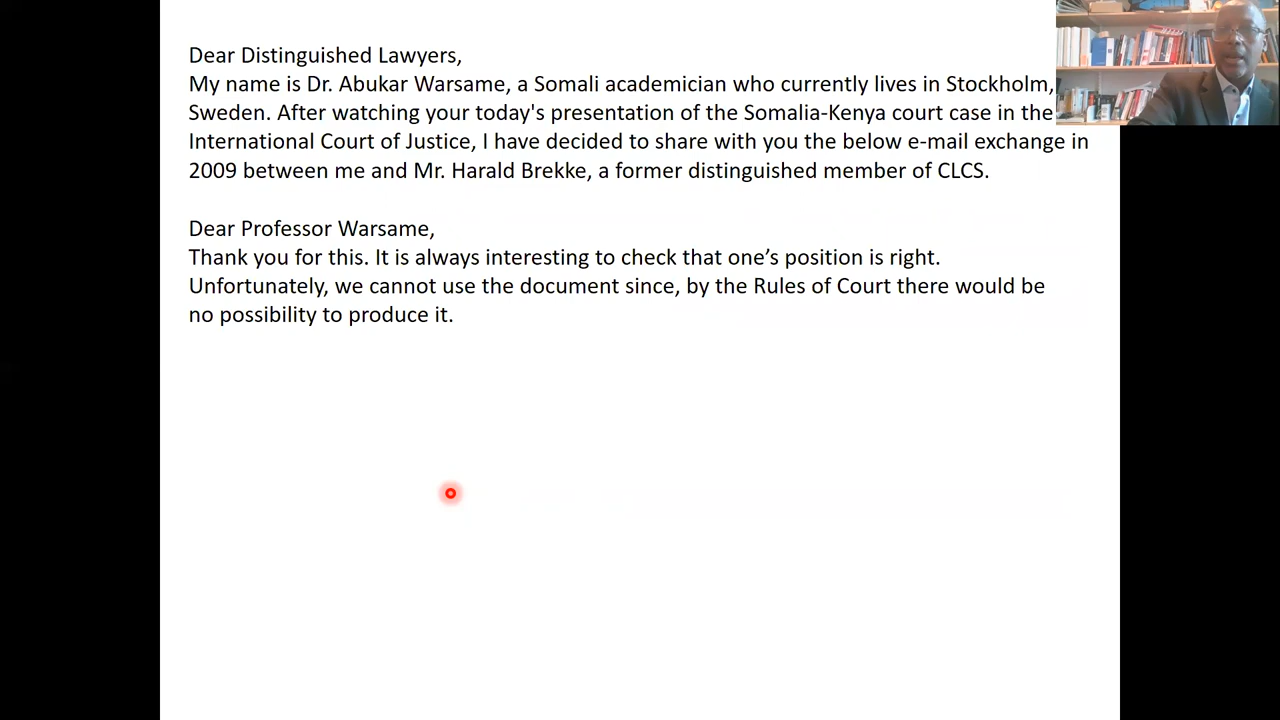 Dear Distinguished Lawyers,
My name is Dr. Abukar Warsame, a Somali academician who currently lives in Stockholm,
Sweden. After watching your today's presentation of the Somalia-Kenya court case in the
International Court of Justice, I have decided to share with you the below e-mail exchange in
2009 between me and Mr. Harald Brekke, a former distinguished member of CLCS.
Dear Professor Warsame,
Thank you for this. It is always interesting to check that one’s position is right.
Unfortunately, we cannot use the document since, by the Rules of Court there would be
no possibility to produce it.